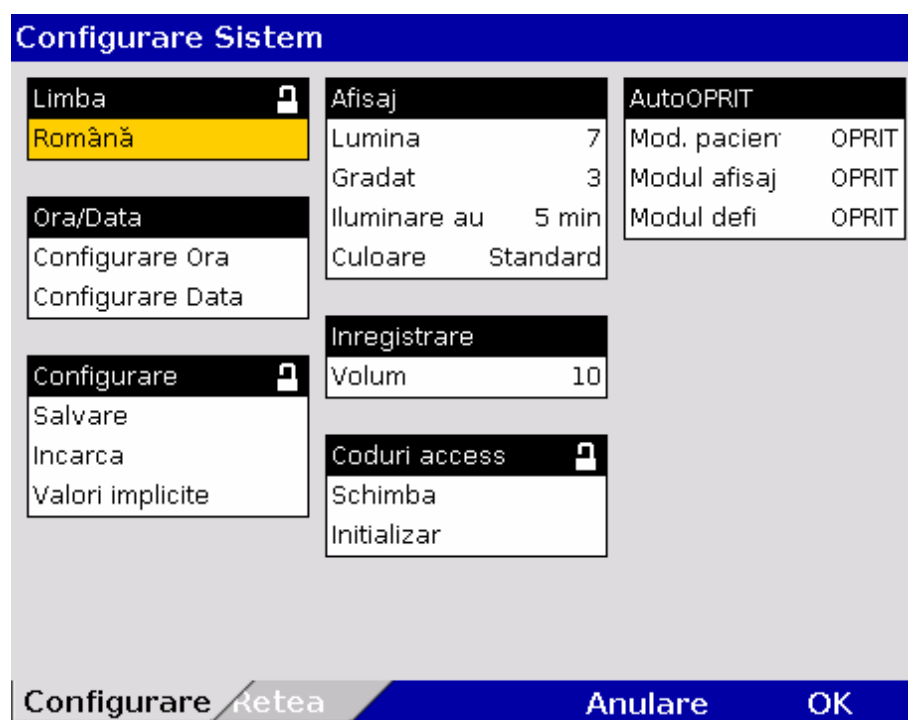 Configurare Sistem
Limba
Română
Ora/Data
Configurare Ora
Configurare Data
Configurare
Salvare
Incarca
Valori implicite
Afisaj
Lumina 7
Gradat 3
Iluminare au 5 min
Culoare Standard
Inregistrare
Volum 10
Coduri access
Schimba
Initializar
AutoOPRIT
Mod. pacien OPRIT
Modul afisaj OPRIT
Modul defi OPRIT
Configurare Retea Anulare OK